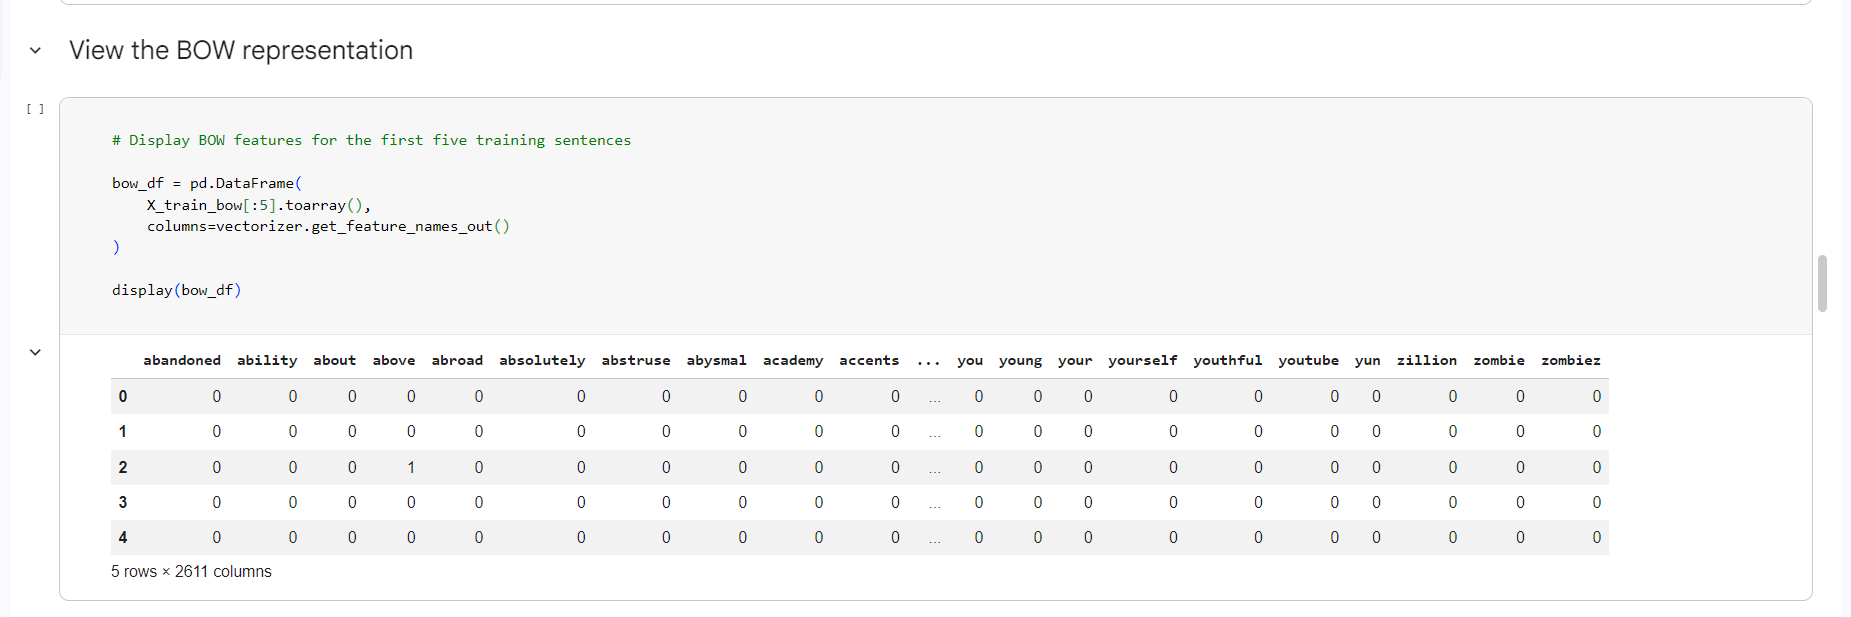 View the BOW representation
[ ]
# Display BOW features for the first five training sentences
bow_df = pd.DataFrame(
    X_train_bow[:5].toarray(),
    columns=vectorizer.get_feature_names_out()
)
display(bow_df)
abandoned ability about above abroad absolutely abstruse abysmal academy accents ... you young your yourself youthful youtube yun zillion zombie zombiez
0 0 0 0 0 0 0 0 0 0 0 ... 0 0 0 0 0 0 0 0 0 0
1 0 0 0 0 0 0 0 0 0 0 ... 0 0 0 0 0 0 0 0 0 0
2 0 0 0 1 0 0 0 0 0 0 ... 0 0 0 0 0 0 0 0 0 0
3 0 0 0 0 0 0 0 0 0 0 ... 0 0 0 0 0 0 0 0 0 0
4 0 0 0 0 0 0 0 0 0 0 ... 0 0 0 0 0 0 0 0 0 0
5 rows × 2611 columns